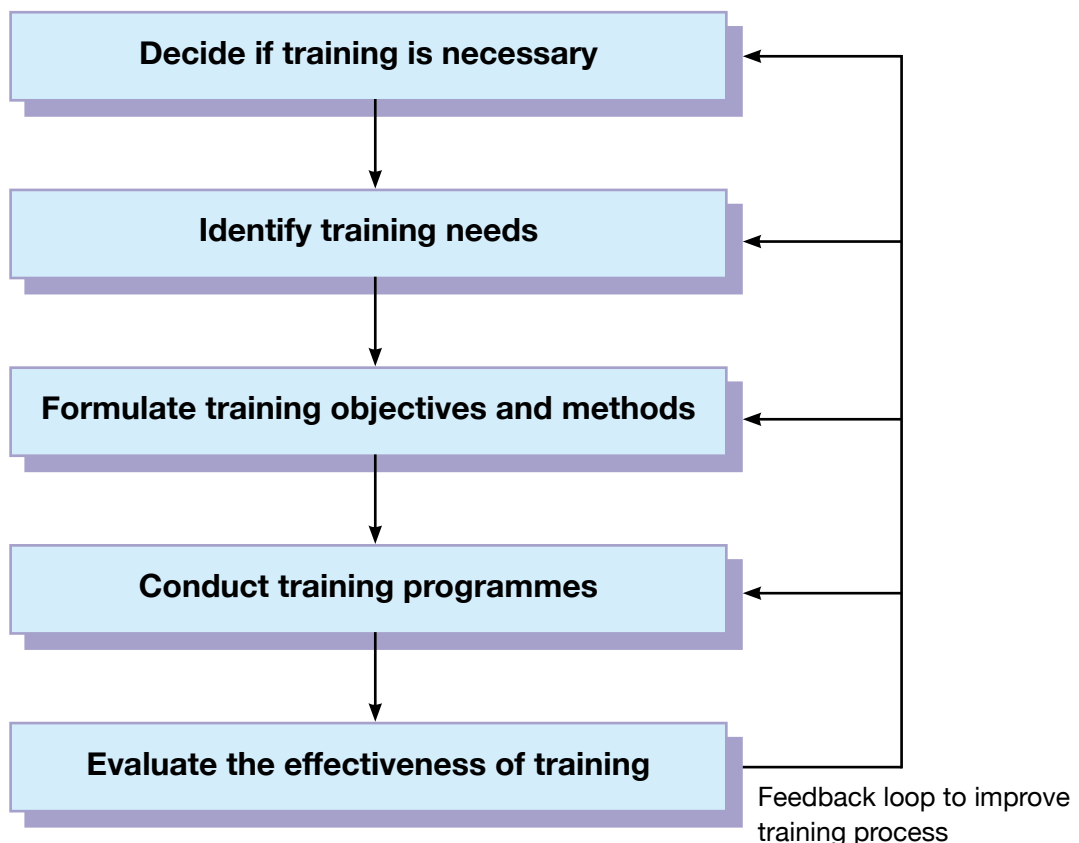 Decide if training is necessary
Identify training needs
Formulate training objectives and methods
Conduct training programmes
Evaluate the effectiveness of training
Feedback loop to improve
training process